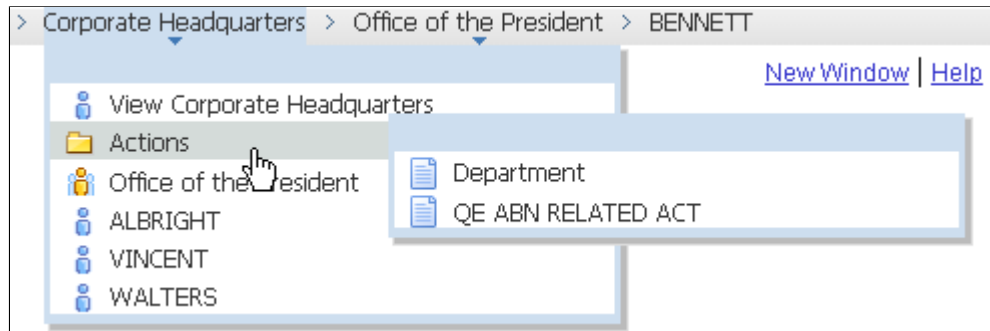 > Corporate Headquarters > Office of the President > BENNETT
New Window | Help
View Corporate Headquarters
Actions
Office of the President
ALBRIGHT
VINCENT
WALTERS
Department
QE ABN RELATED ACT